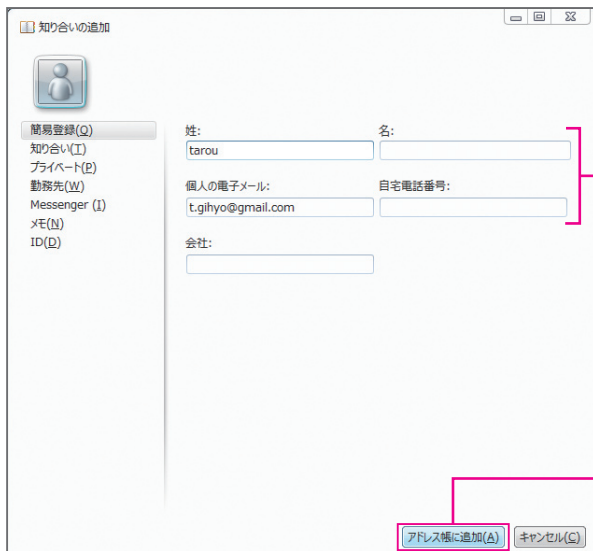 知り合いの追加
簡易登録(Q)
知り合い(T)
プライベート(P)
勤務先(W)
Messenger (I)
メモ(N)
ID(D)
姓:
名:
tarou
個人の電子メール:
自宅電話番号:
t.gihyo@gmail.com
会社:
アドレス帳に追加(A)
キャンセル(C)